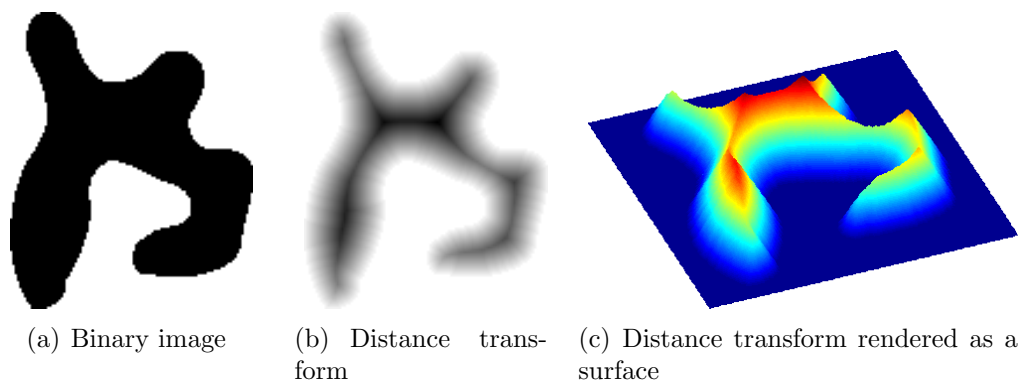 (a) Binary image
(b) Distance trans-
form
(c) Distance transform rendered as a
surface